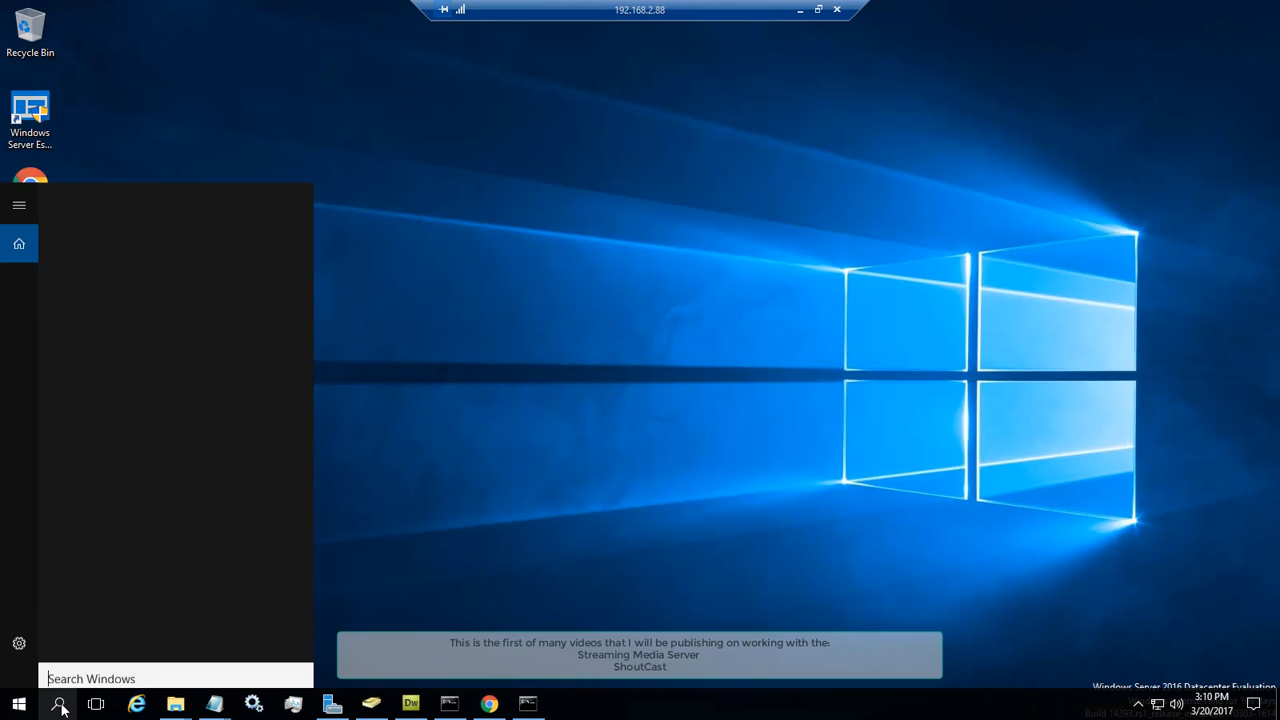 192.168.2.88
Recycle Bin
Windows
Server Es...
This is the first of many videos that I will be publishing on working with the:
Streaming Media Server
ShoutCast
Search Windows
Dw
Windows Server 2016 Datacenter Evaluation
3:10 PM
3/20/2017